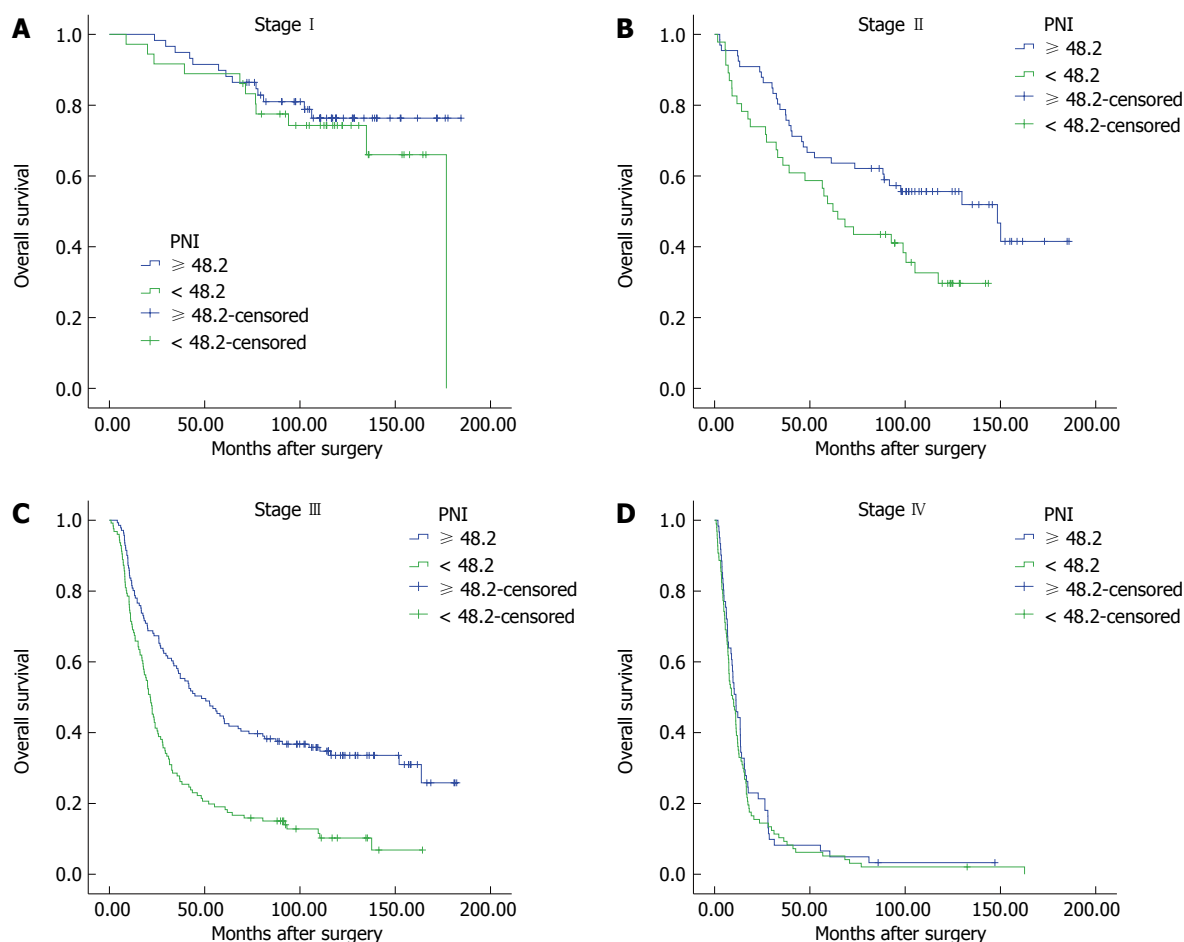 A
Stage Ⅰ
1.0
0.8
0.6
0.4
0.2
0.0
Overall survival
PNI
≥ 48.2
< 48.2
≥ 48.2-censored
< 48.2-censored
0.00 50.00 100.00 150.00 200.00
Months after surgery
B
Stage Ⅱ
PNI
≥ 48.2
< 48.2
≥ 48.2-censored
< 48.2-censored
1.0
0.8
0.6
0.4
0.2
0.0
Overall survival
0.00 50.00 100.00 150.00 200.00
Months after surgery
C
Stage Ⅲ
PNI
≥ 48.2
< 48.2
≥ 48.2-censored
< 48.2-censored
1.0
0.8
0.6
0.4
0.2
0.0
Overall survival
0.00 50.00 100.00 150.00 200.00
Months after surgery
D
Stage Ⅳ
PNI
≥ 48.2
< 48.2
≥ 48.2-censored
< 48.2-censored
1.0
0.8
0.6
0.4
0.2
0.0
Overall survival
0.00 50.00 100.00 150.00 200.00
Months after surgery